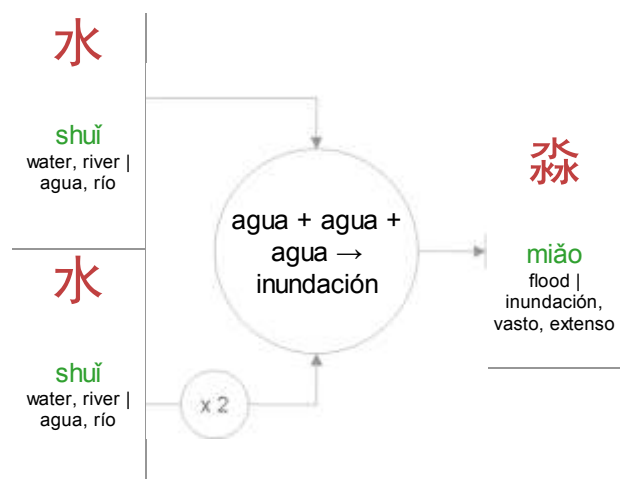 水
shuǐ
water, river |
agua, río
水
shuǐ
water, river |
agua, río
x 2
agua + agua +
agua →
inundación
淼
miǎo
flood |
inundación,
vasto, extenso